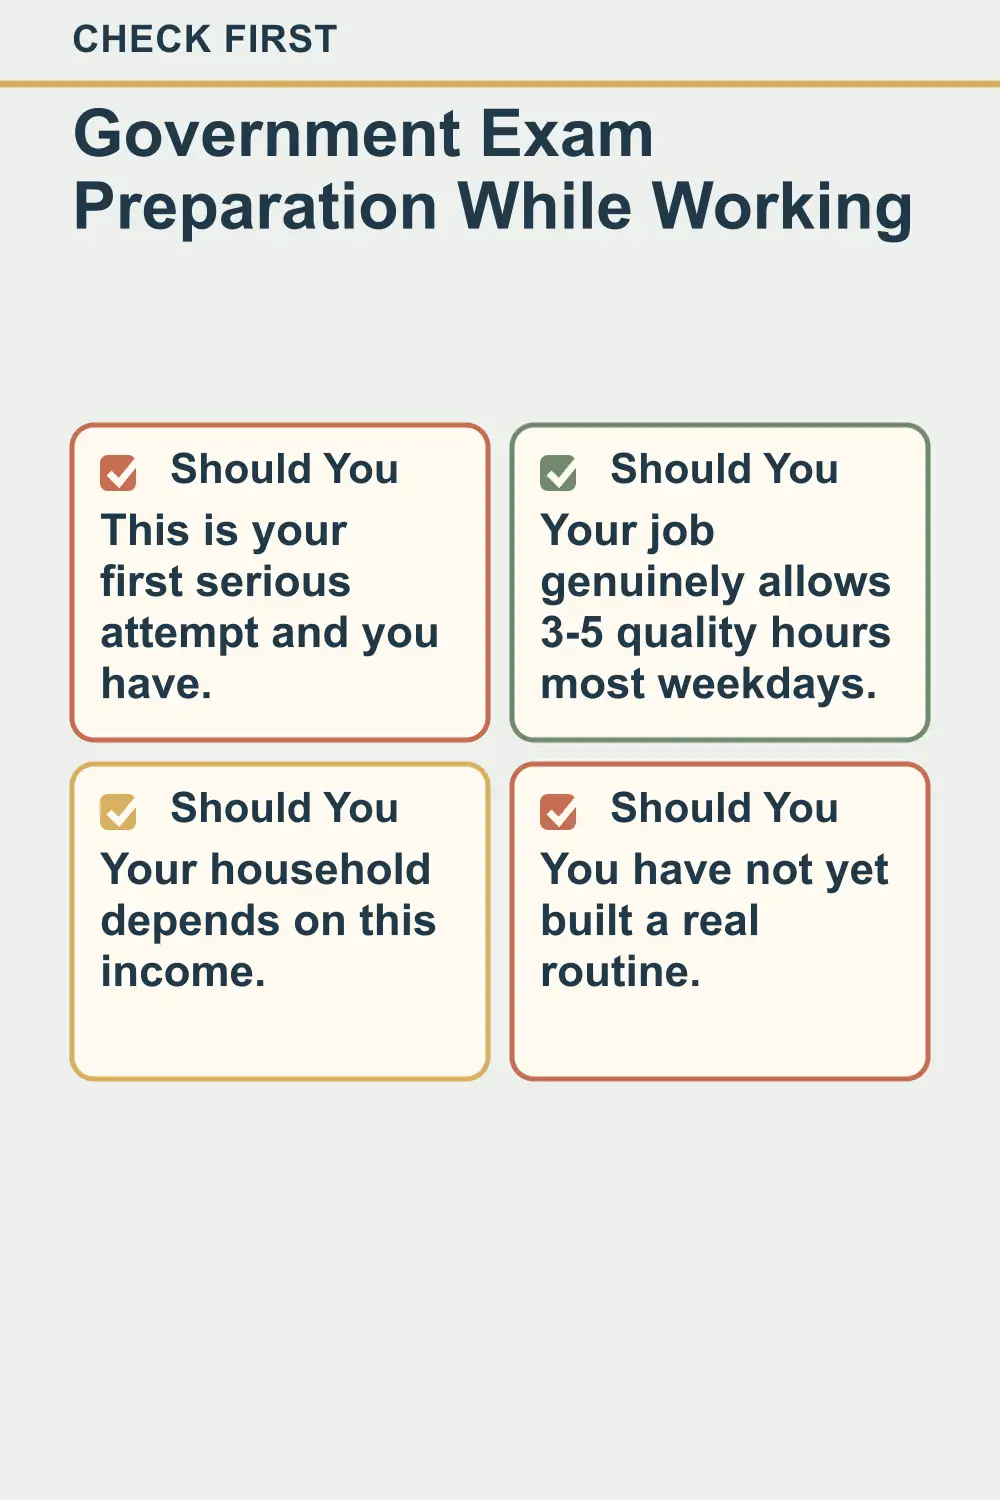 CHECK FIRST
Government Exam
Preparation While Working
Should You
This is your
first serious
attempt and you
have.
Should You
Your job
genuinely allows
3-5 quality hours
most weekdays.
Should You
Your household
depends on this
income.
Should You
You have not yet
built a real
routine.